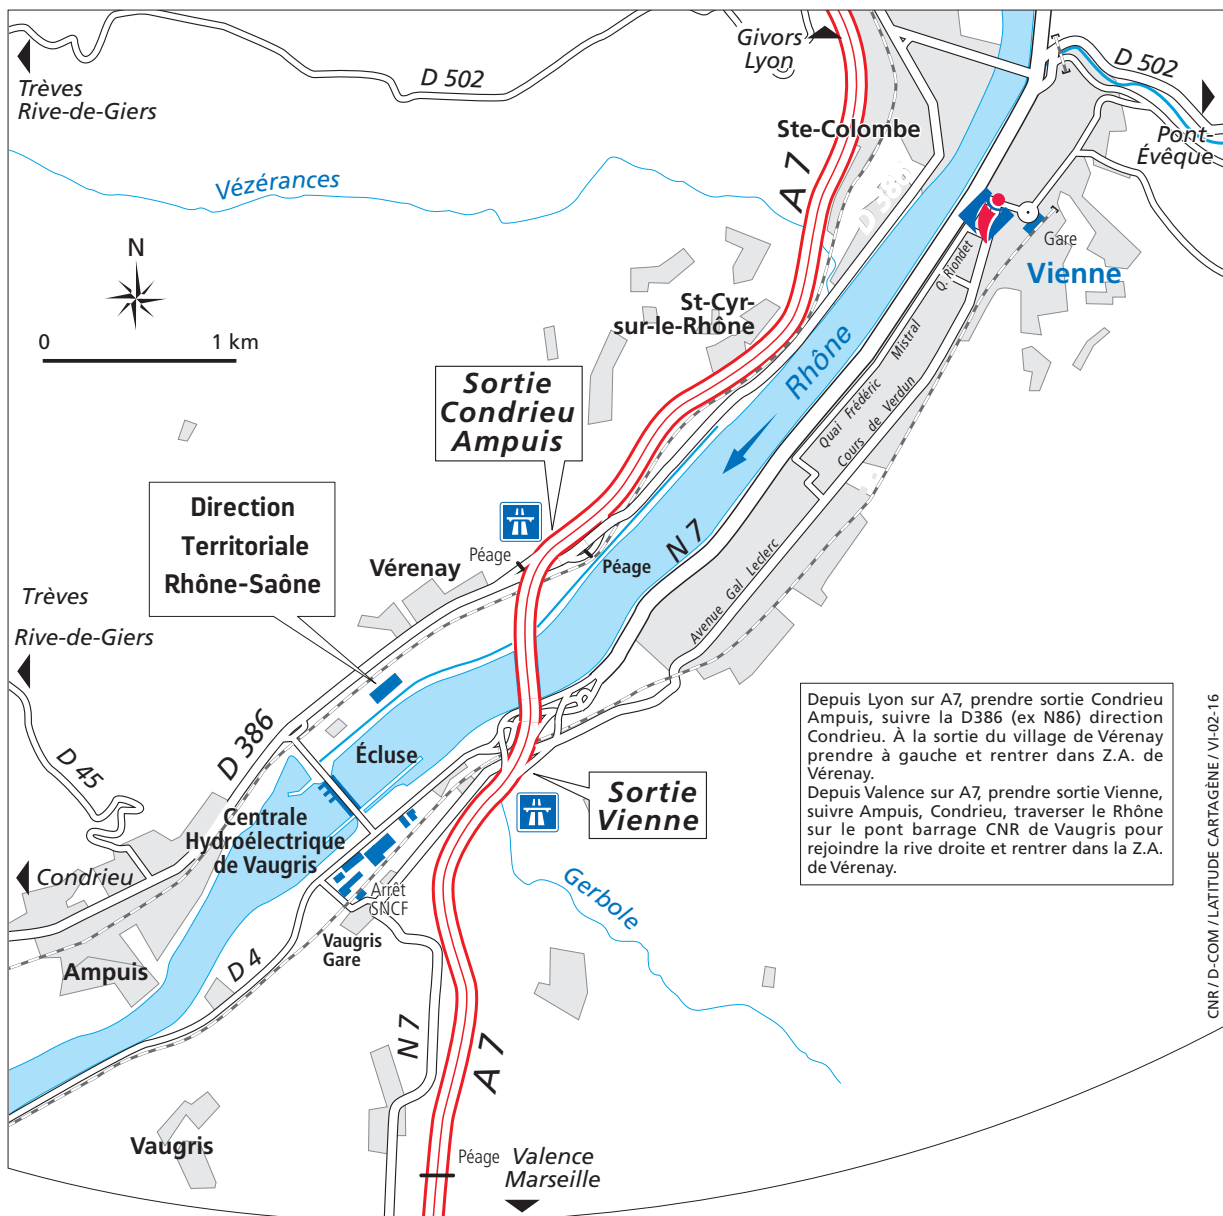 Givors
Lyon
D 502
Trèves
Rive-de-Giers
D 502
Pont-
Évêque
Ste-Colombe
A 7
D 386
Vézérances
N
0 1 km
Gare
Vienne
Q. Riondet
St-Cyr-
sur-le-Rhône
Rhône
Quai Frédéric Mistral
Cours de Verdun
Sortie
Condrieu
Ampuis
Direction
Territoriale
Rhône-Saône
Péage
Péage
N 7
Vérenay
Avenue Gal Leclerc
Trèves
Rive-de-Giers
D 386
D 45
Écluse
Sortie
Vienne
Centrale
Hydroélectrique
de Vaugris
Condrieu
Arrêt
SNCF
Gerbole
Vaugris
Gare
Ampuis
D 4
N 7
A 7
Vaugris
Péage
Valence
Marseille
Depuis Lyon sur A7, prendre sortie Condrieu
Ampuis, suivre la D386 (ex N86) direction
Condrieu. À la sortie du village de Vérenay
prendre à gauche et rentrer dans Z.A. de
Vérenay.
Depuis Valence sur A7, prendre sortie Vienne,
suivre Ampuis, Condrieu, traverser le Rhône
sur le pont barrage CNR de Vaugris pour
rejoindre la rive droite et rentrer dans la Z.A.
de Vérenay.
CNR / D-COM / LATITUDE CARTAGÈNE / VI-02-16